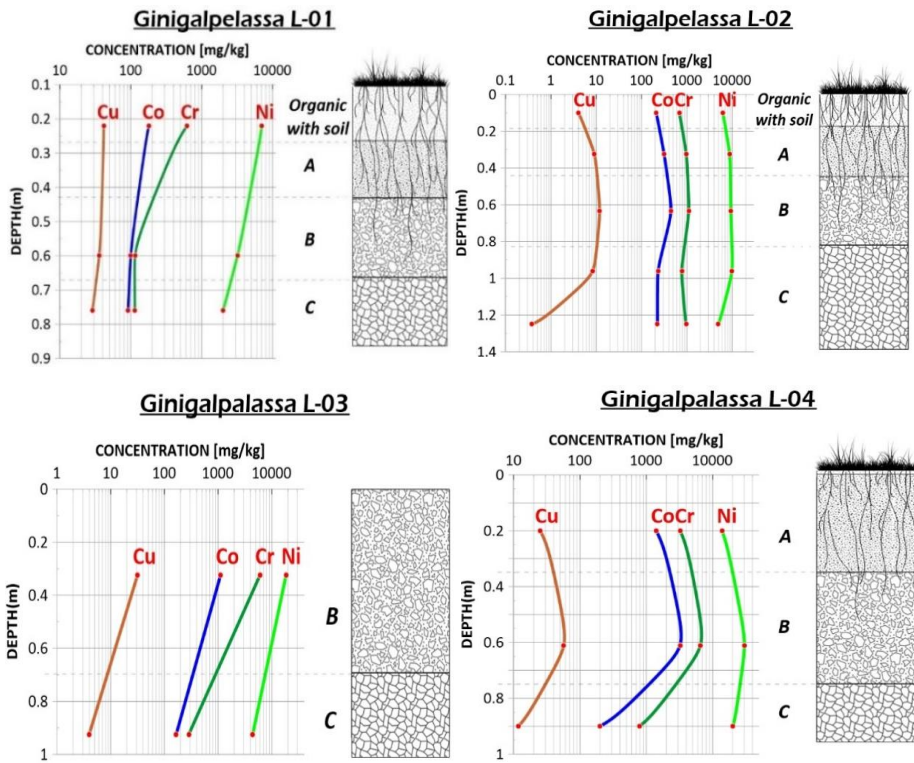 Ginigalpelassa L-01
CONCENTRATION [mg/kg]
10 100 1000 10000
0.1
0.2
0.3
0.4
0.5
0.6
0.7
0.8
0.9
DEPTH(m)
Cu Co Cr Ni
Organic
with soil
A
B
C
Ginigalpelassa L-02
CONCENTRATION [mg/kg]
0.1 1 10 100 1000 10000
0
0.2
0.4
0.6
0.8
1
1.2
1.4
DEPTH(m)
Cu Co Cr Ni
Organic
with soil
A
B
C
Ginigalpalassa L-03
CONCENTRATION [mg/kg]
1 10 100 1000 10000
0
0.2
0.4
0.6
0.8
1
DEPTH(m)
Cu Co Cr Ni
B
C
Ginigalpalassa L-04
CONCENTRATION [mg/kg]
10 100 1000 10000
0
0.2
0.4
0.6
0.8
1
DEPTH(m)
Cu Co Cr Ni
A
B
C